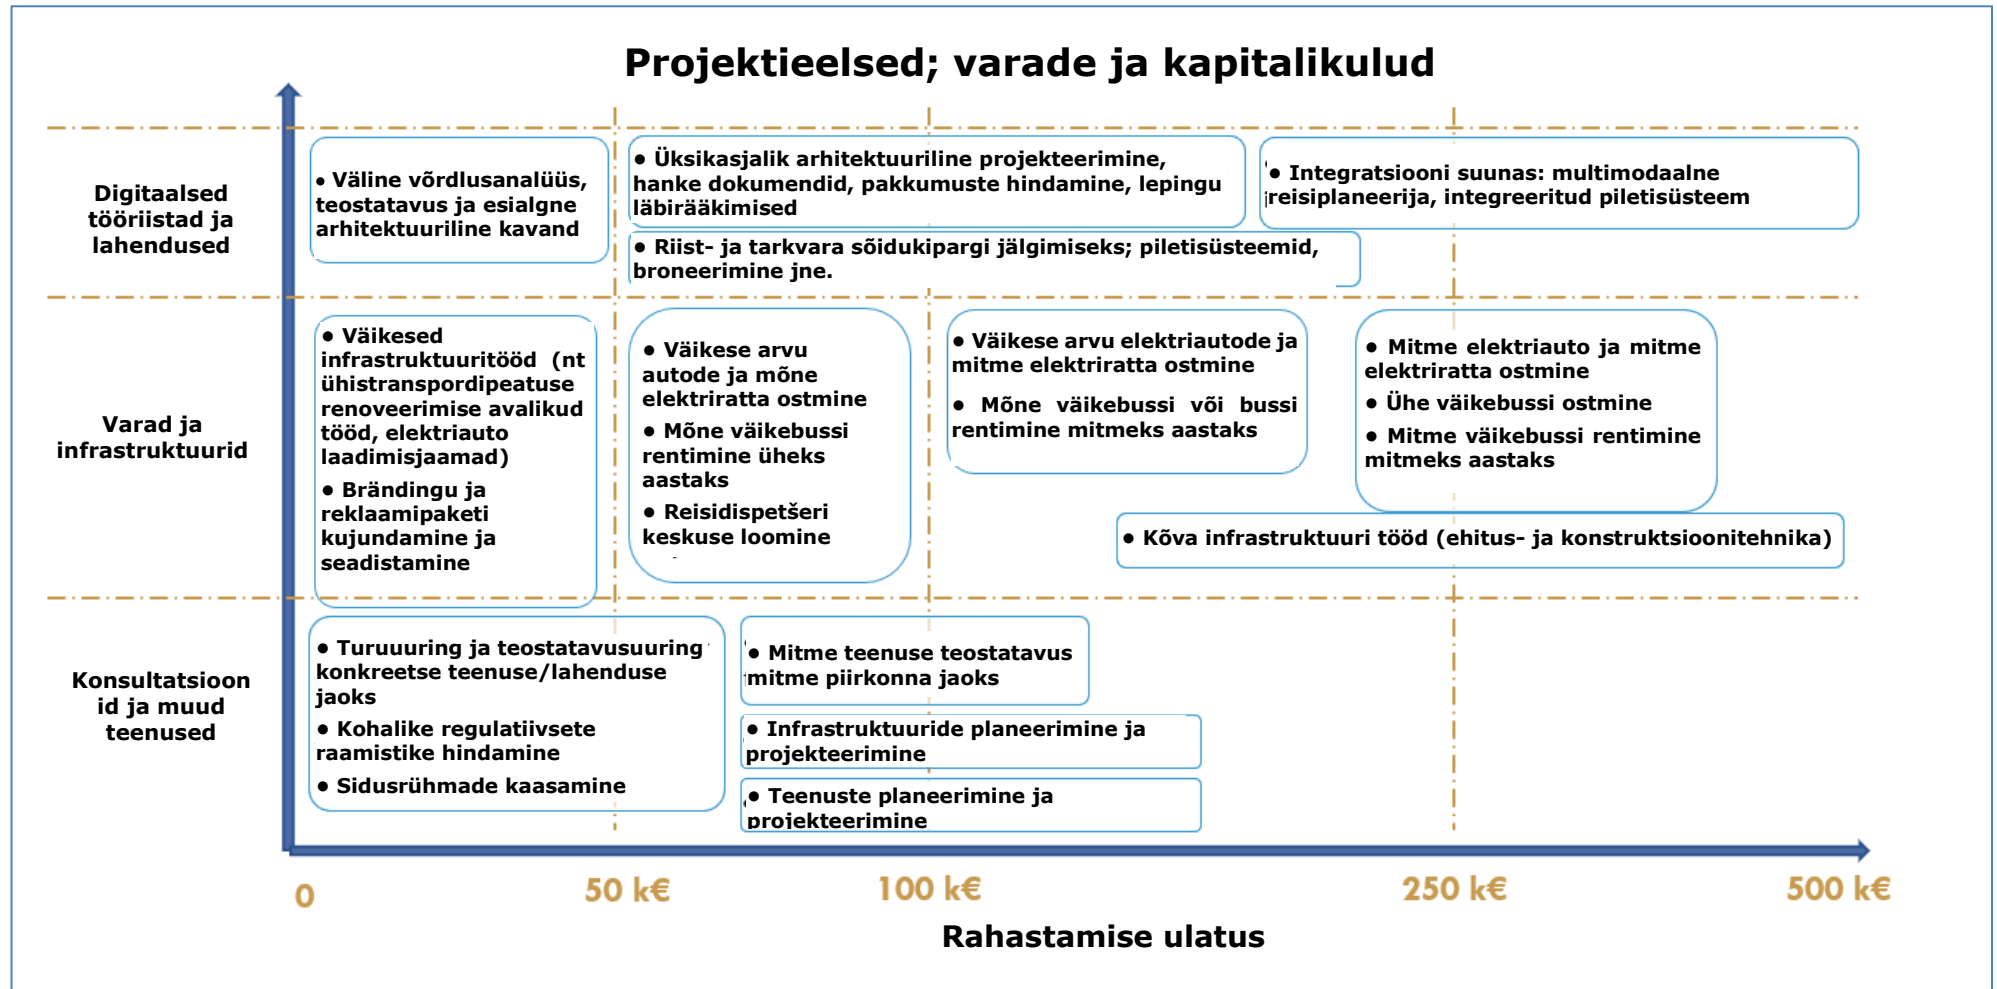 Projektieelsed; varade ja kapitalikulud
Digitaalsed
tööriistad ja
lahendused
● Väline võrdlusanalüüs,
teostatavus ja esialgne
arhitektuuriline kavand
● Üksikasjalik arhitektuuriline projekteerimine,
hanke dokumendid, pakkumuste hindamine, lepingu
läbirääkimised
● Integratsiooni suunas: multimodaalne
reisiplaneerija, integreeritud piletisüsteem
● Riist- ja tarkvara sõidukipargi jälgimiseks; piletisüsteemid,
broneerimine jne.
Varad ja
infrastruktuurid
● Väikesed
infrastruktuuritööd (nt
ühistranspordipeatuse
renoveerimise avalikud
tööd, elektriauto
laadimisjaamad)
● Brändingu ja
reklaamipaketi
kujundamine ja
seadistamine
● Väikese arvu
autode ja mõne
elektriratta ostmine
● Mõne väikebussi
rentimine üheks
aastaks
● Reisidispetšeri
keskuse loomine
● Väikese arvu elektriautode ja
mitme elektriratta ostmine
● Mõne väikebussi või bussi
rentimine mitmeks aastaks
● Mitme elektriauto ja mitme
elektriratta ostmine
● Ühe väikebussi ostmine
● Mitme väikebussi rentimine
mitmeks aastaks
● Kõva infrastruktuuri tööd (ehitus- ja konstruktsioonitehnika)
Konsultatsioon
id ja muud
teenused
● Turuuuring ja teostatavusuuring
konkreetse teenuse/lahenduse
jaoks
● Kohalike regulatiivsete
raamistike hindamine
● Sidusrühmade kaasamine
● Mitme teenuse teostatavus
mitme piirkonna jaoks
● Infrastruktuuride planeerimine ja
projekteerimine
● Teenuste planeerimine ja
projekteerimine
0
50 k€
100 k€
250 k€
500 k€
Rahastamise ulatus